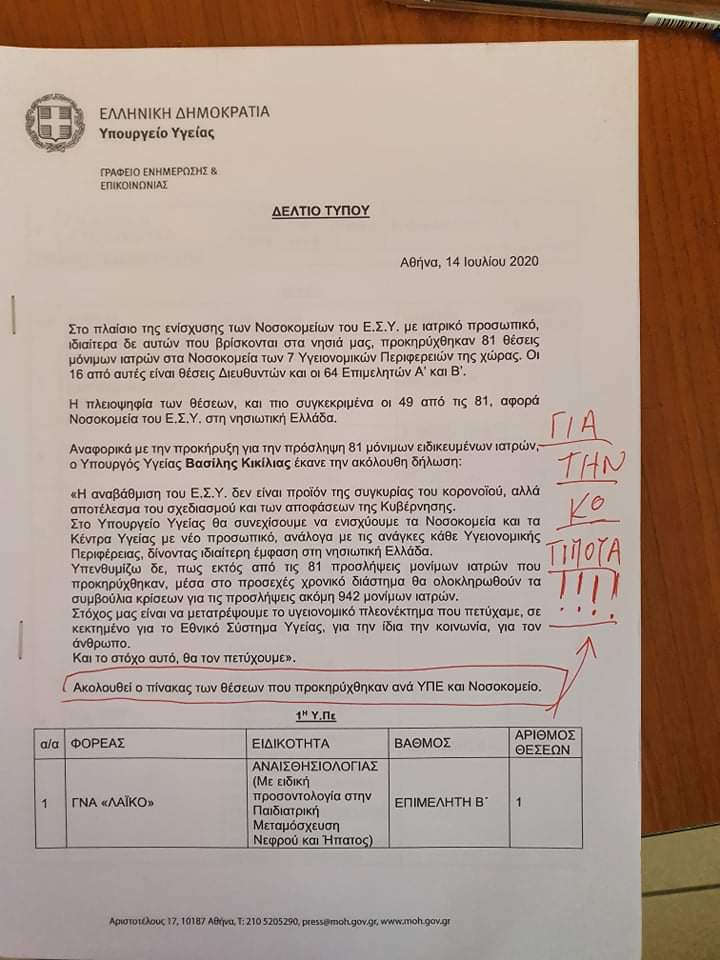 ΕΛΛΗΝΙΚΗ ΔΗΜΟΚΡΑΤΙΑ
Υπουργείο Υγείας
ΓΡΑΦΕΙΟ ΕΝΗΜΕΡΩΣΗΣ &
ΕΠΙΚΟΙΝΩΝΙΑΣ
ΔΕΛΤΙΟ ΤΥΠΟΥ
Αθήνα, 14 Ιουλίου 2020
Στο πλαίσιο της ενίσχυσης των Νοσοκομείων του Ε.Σ.Υ. με ιατρικό προσωπικό,
ιδιαίτερα δε αυτών που βρίσκονται στα νησιά μας, προκηρύχθηκαν 81 θέσεις
μόνιμων ιατρών στα Νοσοκομεία των 7 Υγειονομικών Περιφερειών της χώρας. Οι
16 από αυτές είναι θέσεις Διευθυντών και οι 64 Επιμελητών Α' και Β'.
Η πλειοψηφία των θέσεων, και πιο συγκεκριμένα οι 49 από τις 81, αφορά
Νοσοκομεία του Ε.Σ.Υ. στη νησιωτική Ελλάδα.
Αναφορικά με την προκήρυξη για την πρόσληψη 81 μόνιμων ειδικευμένων ιατρών,
ο Υπουργός Υγείας Βασίλης Κικίλιας έκανε την ακόλουθη δήλωση:
«Η αναβάθμιση του Ε.Σ.Υ. δεν είναι προϊόν της συγκυρίας του κορονοϊού, αλλά
αποτέλεσμα του σχεδιασμού και των αποφάσεων της Κυβέρνησης.
Στο Υπουργείο Υγείας θα συνεχίσουμε να ενισχύουμε τα Νοσοκομεία και τα
Κέντρα Υγείας με νέο προσωπικό, ανάλογα με τις ανάγκες κάθε Υγειονομικής
Περιφέρειας, δίνοντας ιδιαίτερη έμφαση στη νησιωτική Ελλάδα.
Υπενθυμίζω δε, πως εκτός από τις 81 προσλήψεις μονίμων ιατρών που
προκηρύχθηκαν, μέσα στο προσεχές χρονικό διάστημα θα ολοκληρωθούν τα
συμβούλια κρίσεων για τις προσλήψεις ακόμη 942 μονίμων ιατρών.
Στόχος μας είναι να μετατρέψουμε το υγειονομικό πλεονέκτημα που πετύχαμε, σε
κεκτημένο για το Εθνικό Σύστημα Υγείας, για την ίδια την κοινωνία, για τον
άνθρωπο.
Και το στόχο αυτό, θα τον πετύχουμε».
ΓΙΑ
ΤΗΝ
ΚΟ
ΤΙΠΟΥΑ
!!!!
Ακολουθεί ο πίνακας των θέσεων που προκηρύχθηκαν ανά ΥΠΕ και Νοσοκομείο.
1Η Υ.Πε
α/α ΦΟΡΕΑΣ ΕΙΔΙΚΟΤΗΤΑ ΒΑΘΜΟΣ ΑΡΙΘΜΟΣ
ΘΕΣΕΩΝ
ΑΝΑΙΣΘΗΣΙΟΛΟΓΙΑΣ
(Με ειδική
1 ΓΝΑ «ΛΑΪΚΟ» προσοντολογία στην ΕΠΙΜΕΛΗΤΗ Β΄ 1
Παιδιατρική
Μεταμόσχευση
Νεφρού και Ήπατος)
Αριστοτέλους 17, 10187 Αθήνα, Τ: 210 5205290, press@moh.gov.gr, www.moh.gov.gr